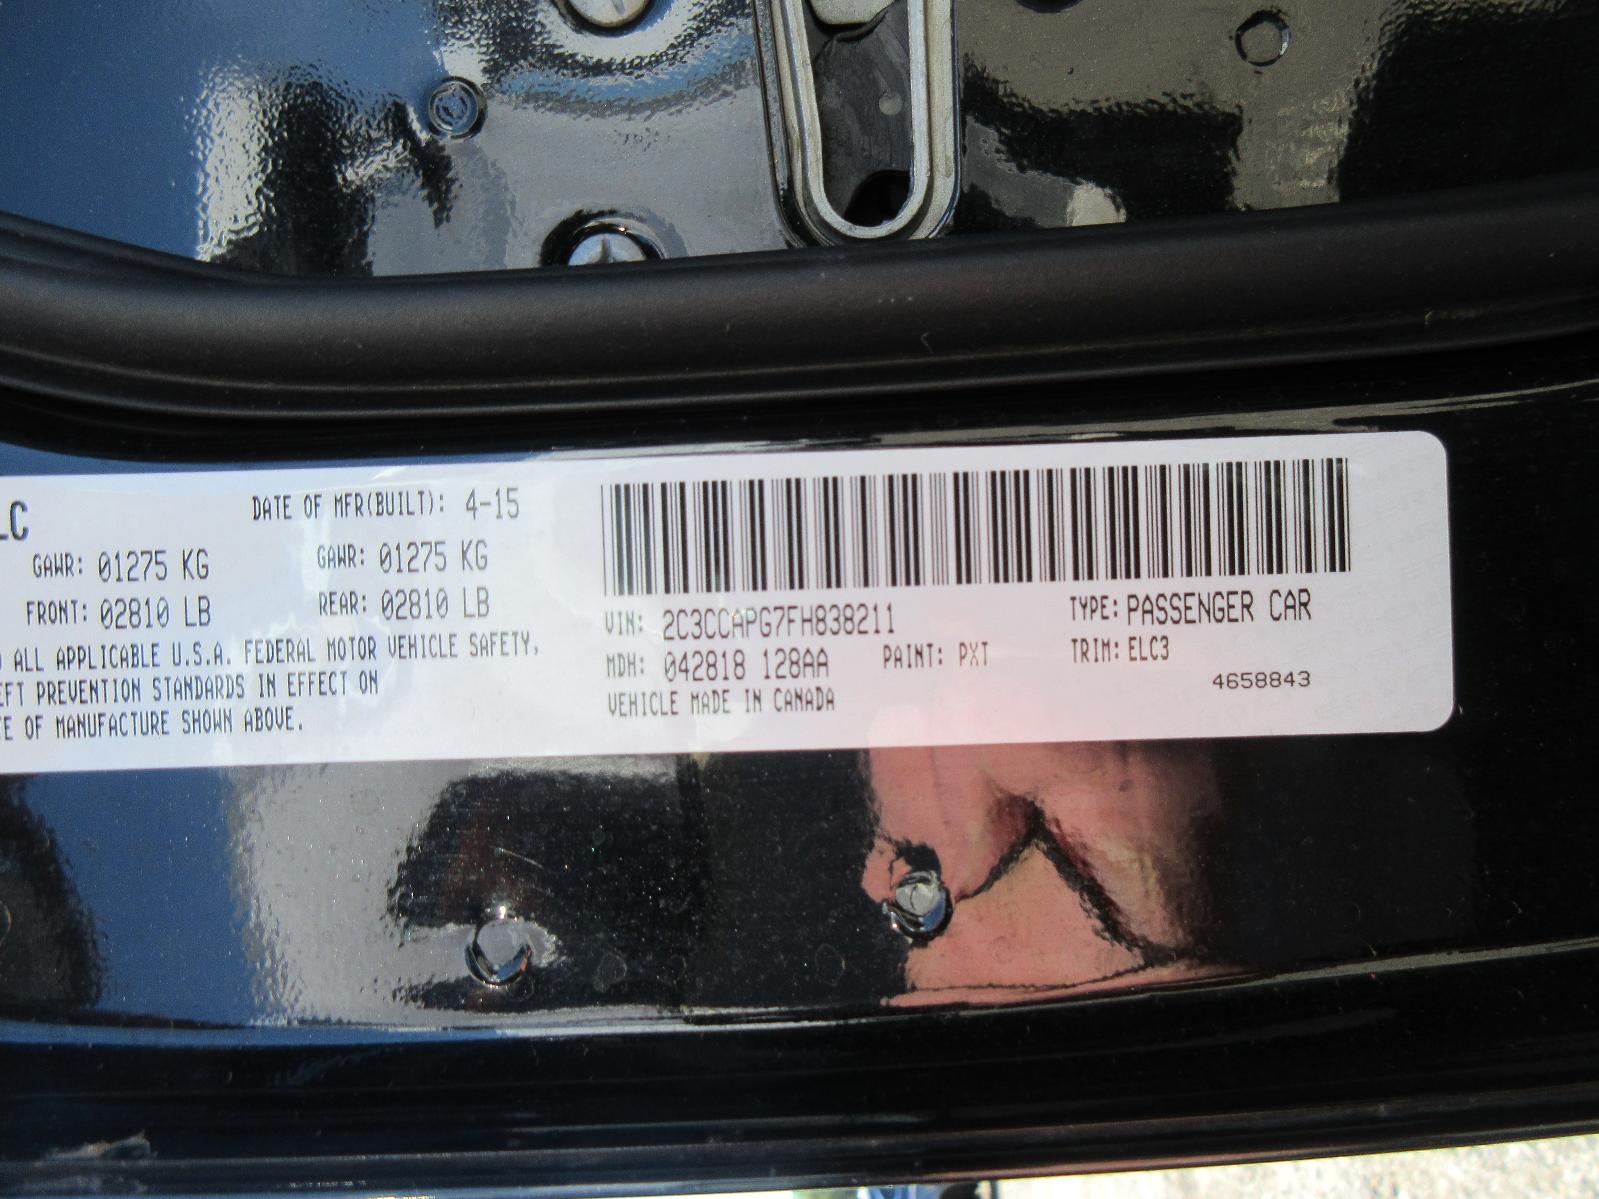 LC DATE OF MFR(BUILT): 4-15
GAWR: 01275 KG GAWR: 01275 KG
FRONT: 02810 LB REAR: 02810 LB
ALL APPLICABLE U.S.A. FEDERAL MOTOR VEHICLE SAFETY,
EFT PREVENTION STANDARDS IN EFFECT ON
E OF MANUFACTURE SHOWN ABOVE.
VIN: 2C3CCAPG7FH838211 TYPE: PASSENGER CAR
MDH: 042818 128AA PAINT: PXT TRIM: ELC3
VEHICLE MADE IN CANADA 4658843